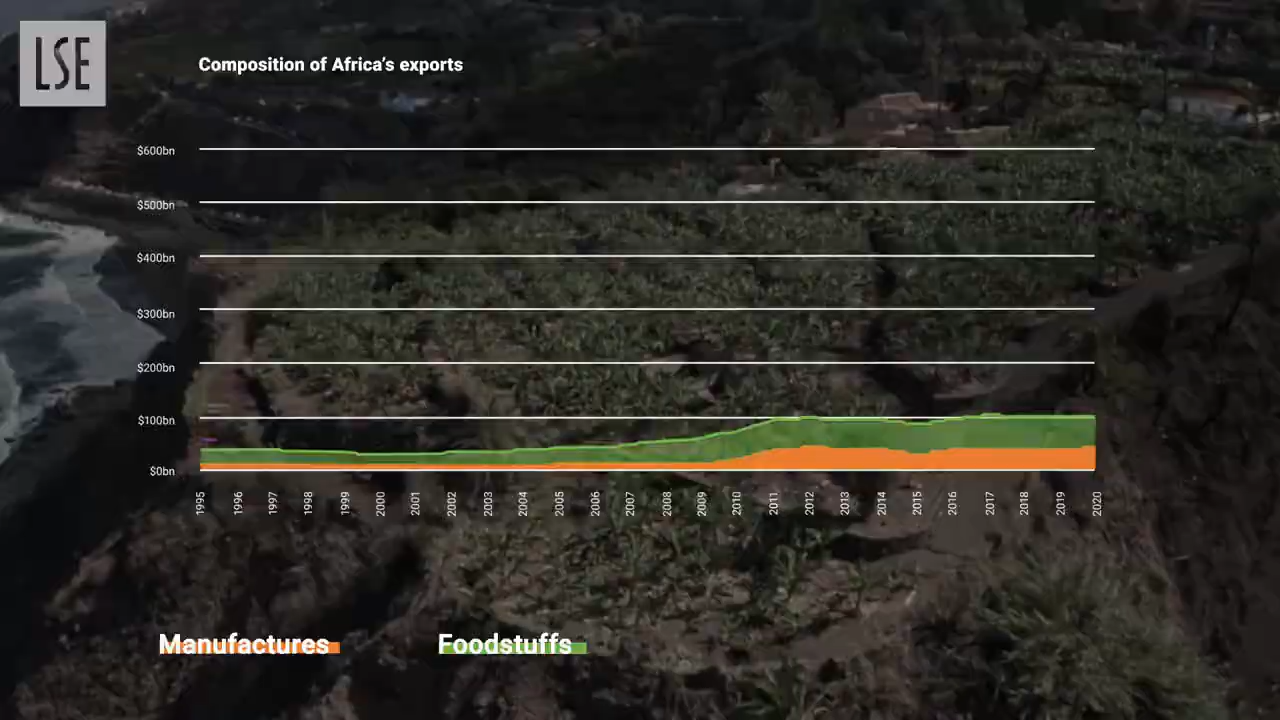 LSE
Composition of Africa's exports
$600bn
$500bn
$400bn
$300bn
$200bn
$100bn
$0bn
1995 1996 1997 1998 1999 2000 2001 2002 2003 2004 2005 2006 2007 2008 2009 2010 2011 2012 2013 2014 2015 2016 2017 2018 2019 2020
Manufactures Foodstuffs